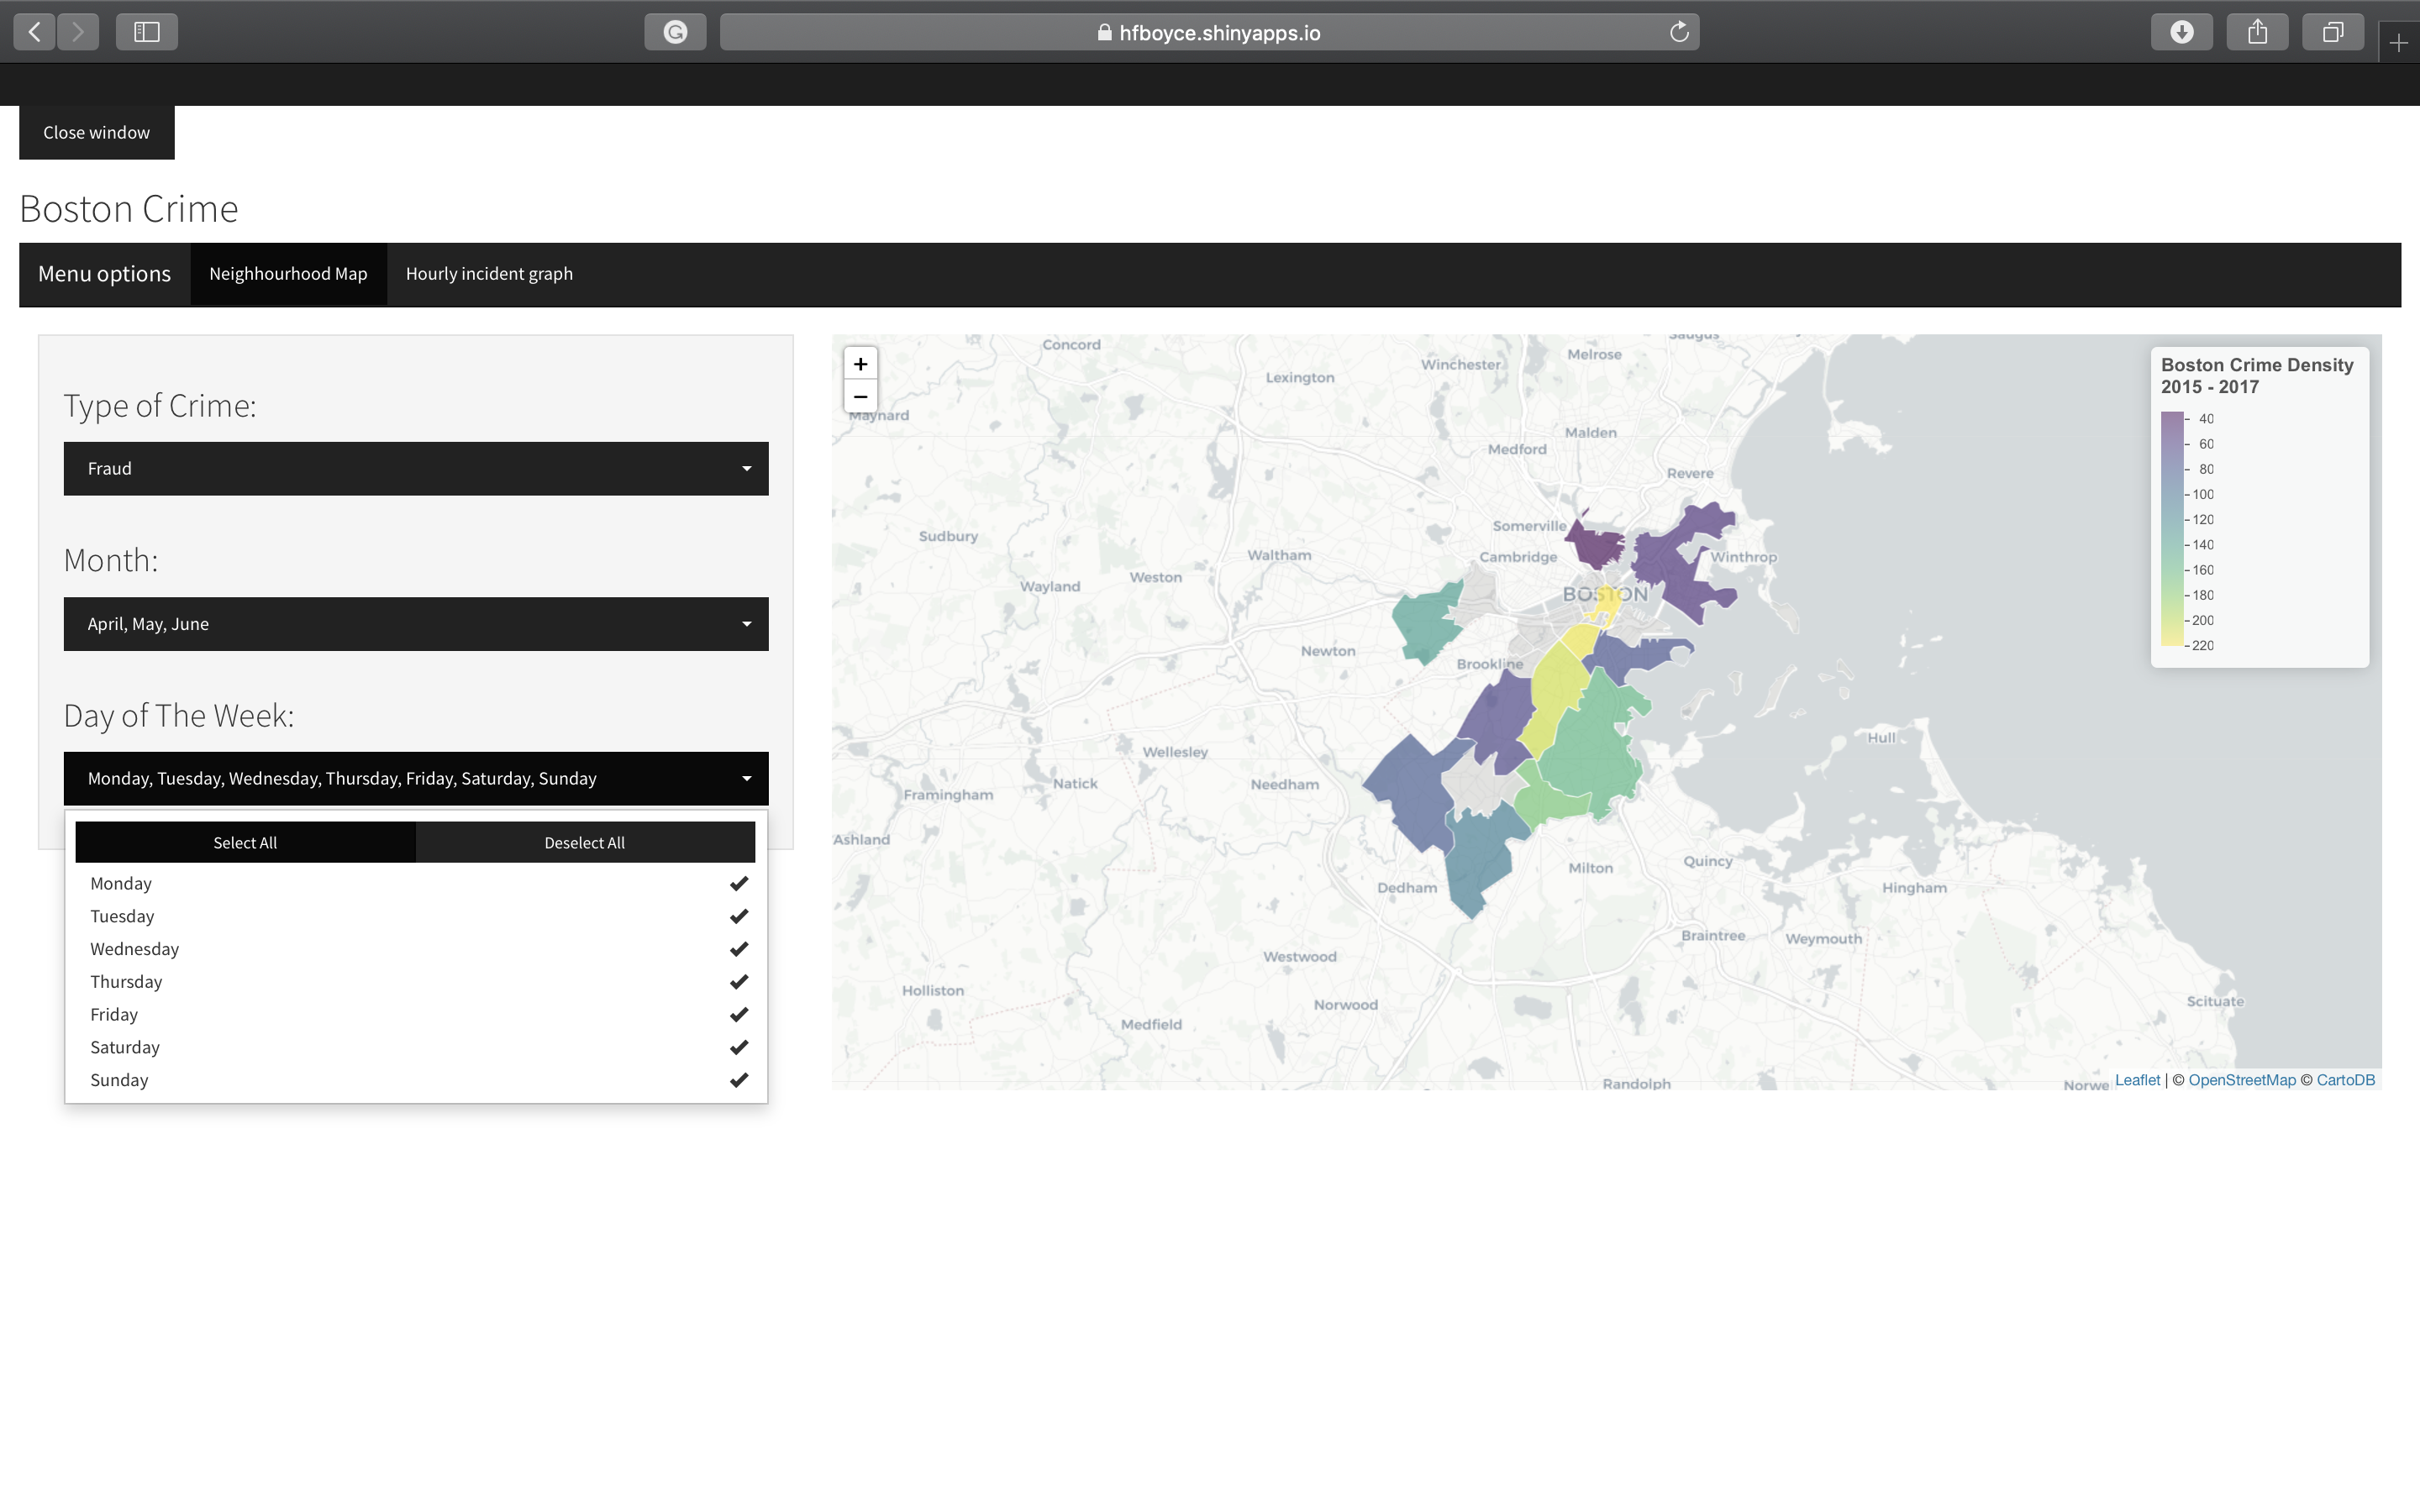 hfboyce.shinyapps.io
Close window
Boston Crime
Menu options
Neighhourhood Map
Hourly incident graph
Type of Crime:
Fraud
Month:
April, May, June
Day of The Week:
Monday, Tuesday, Wednesday, Thursday, Friday, Saturday, Sunday
Select All
Deselect All
Monday
Tuesday
Wednesday
Thursday
Friday
Saturday
Sunday
+
−
Boston Crime Density
2015 - 2017
40
60
80
100
120
140
160
180
200
220
Saugus
Concord
Melrose
Winchester
Lexington
Maynard
Malden
Medford
Revere
Somerville
Sudbury
Waltham
Cambridge
Winthrop
Weston
Wayland
BOSTON
Newton
Brookline
Hull
Wellesley
Natick
Needham
Framingham
Ashland
Quincy
Milton
Dedham
Hingham
Braintree
Weymouth
Westwood
Holliston
Scituate
Norwood
Medfield
Randolph
Norwe
Leaflet | © OpenStreetMap © CartoDB